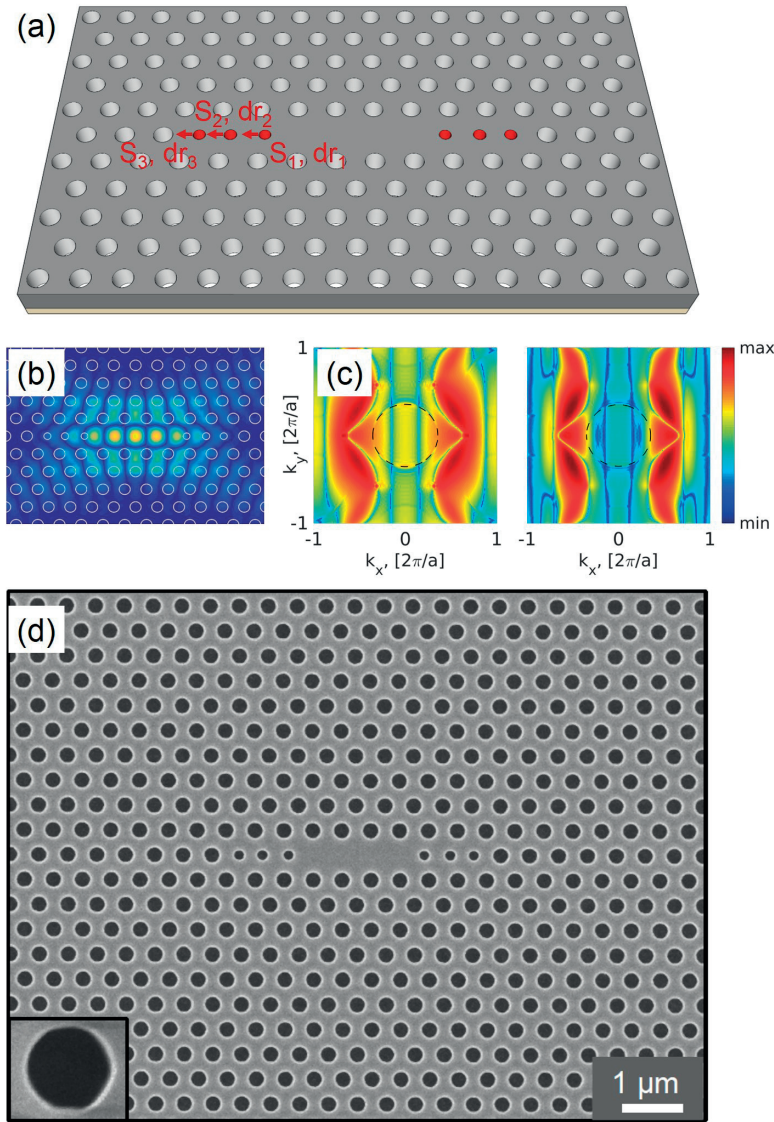 (a)
S2, dr2
S3, dr3
S1, dr1
(b)
(c)
1
ky, [2π/a]
-1
-1
0
1
kx, [2π/a]
-1
0
1
kx, [2π/a]
max
min
(d)
1 µm